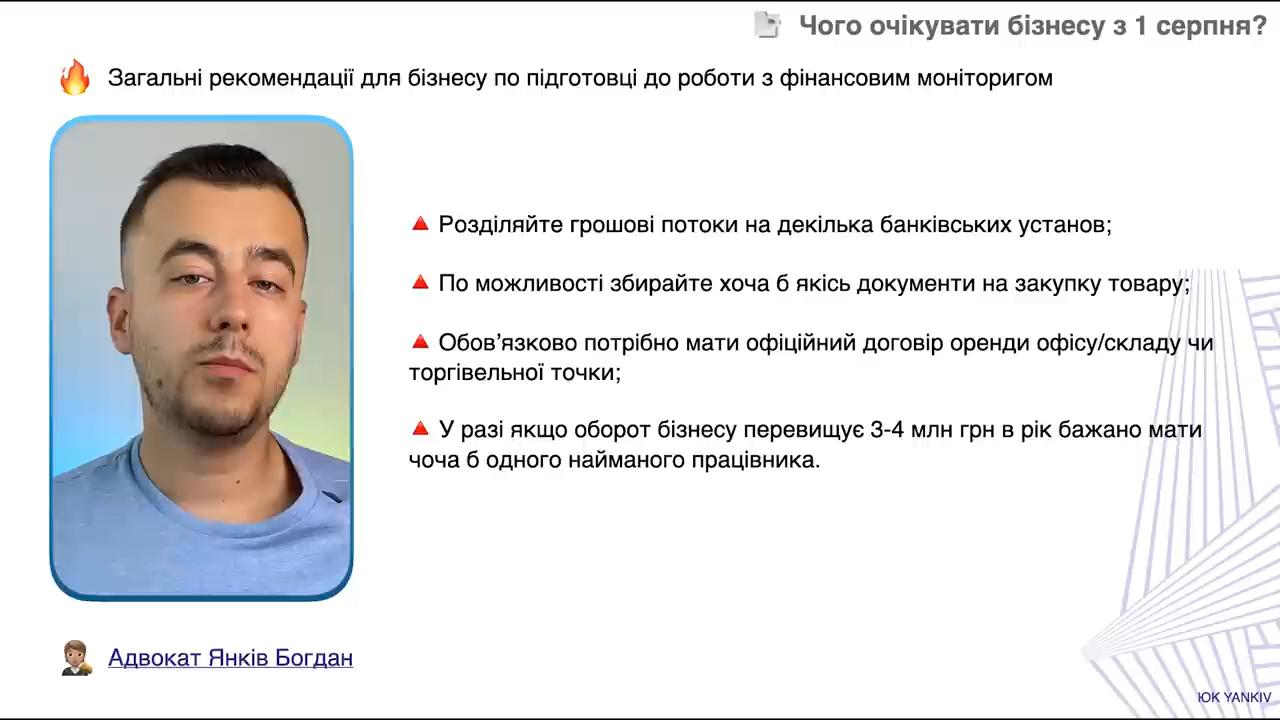 Чого очікувати бізнесу з 1 серпня?
Загальні рекомендації для бізнесу по підготовці до роботи з фінансовим моніторигом
Розділяйте грошові потоки на декілька банківських установ;
По можливості збирайте хоча б якісь документи на закупку товару;
Обов’язково потрібно мати офіційний договір оренди офісу/складу чи
торгівельної точки;
У разі якщо оборот бізнесу перевищує 3-4 млн грн в рік бажано мати
чоча б одного найманого працівника.
Адвокат Янків Богдан
ЮК YANKIV